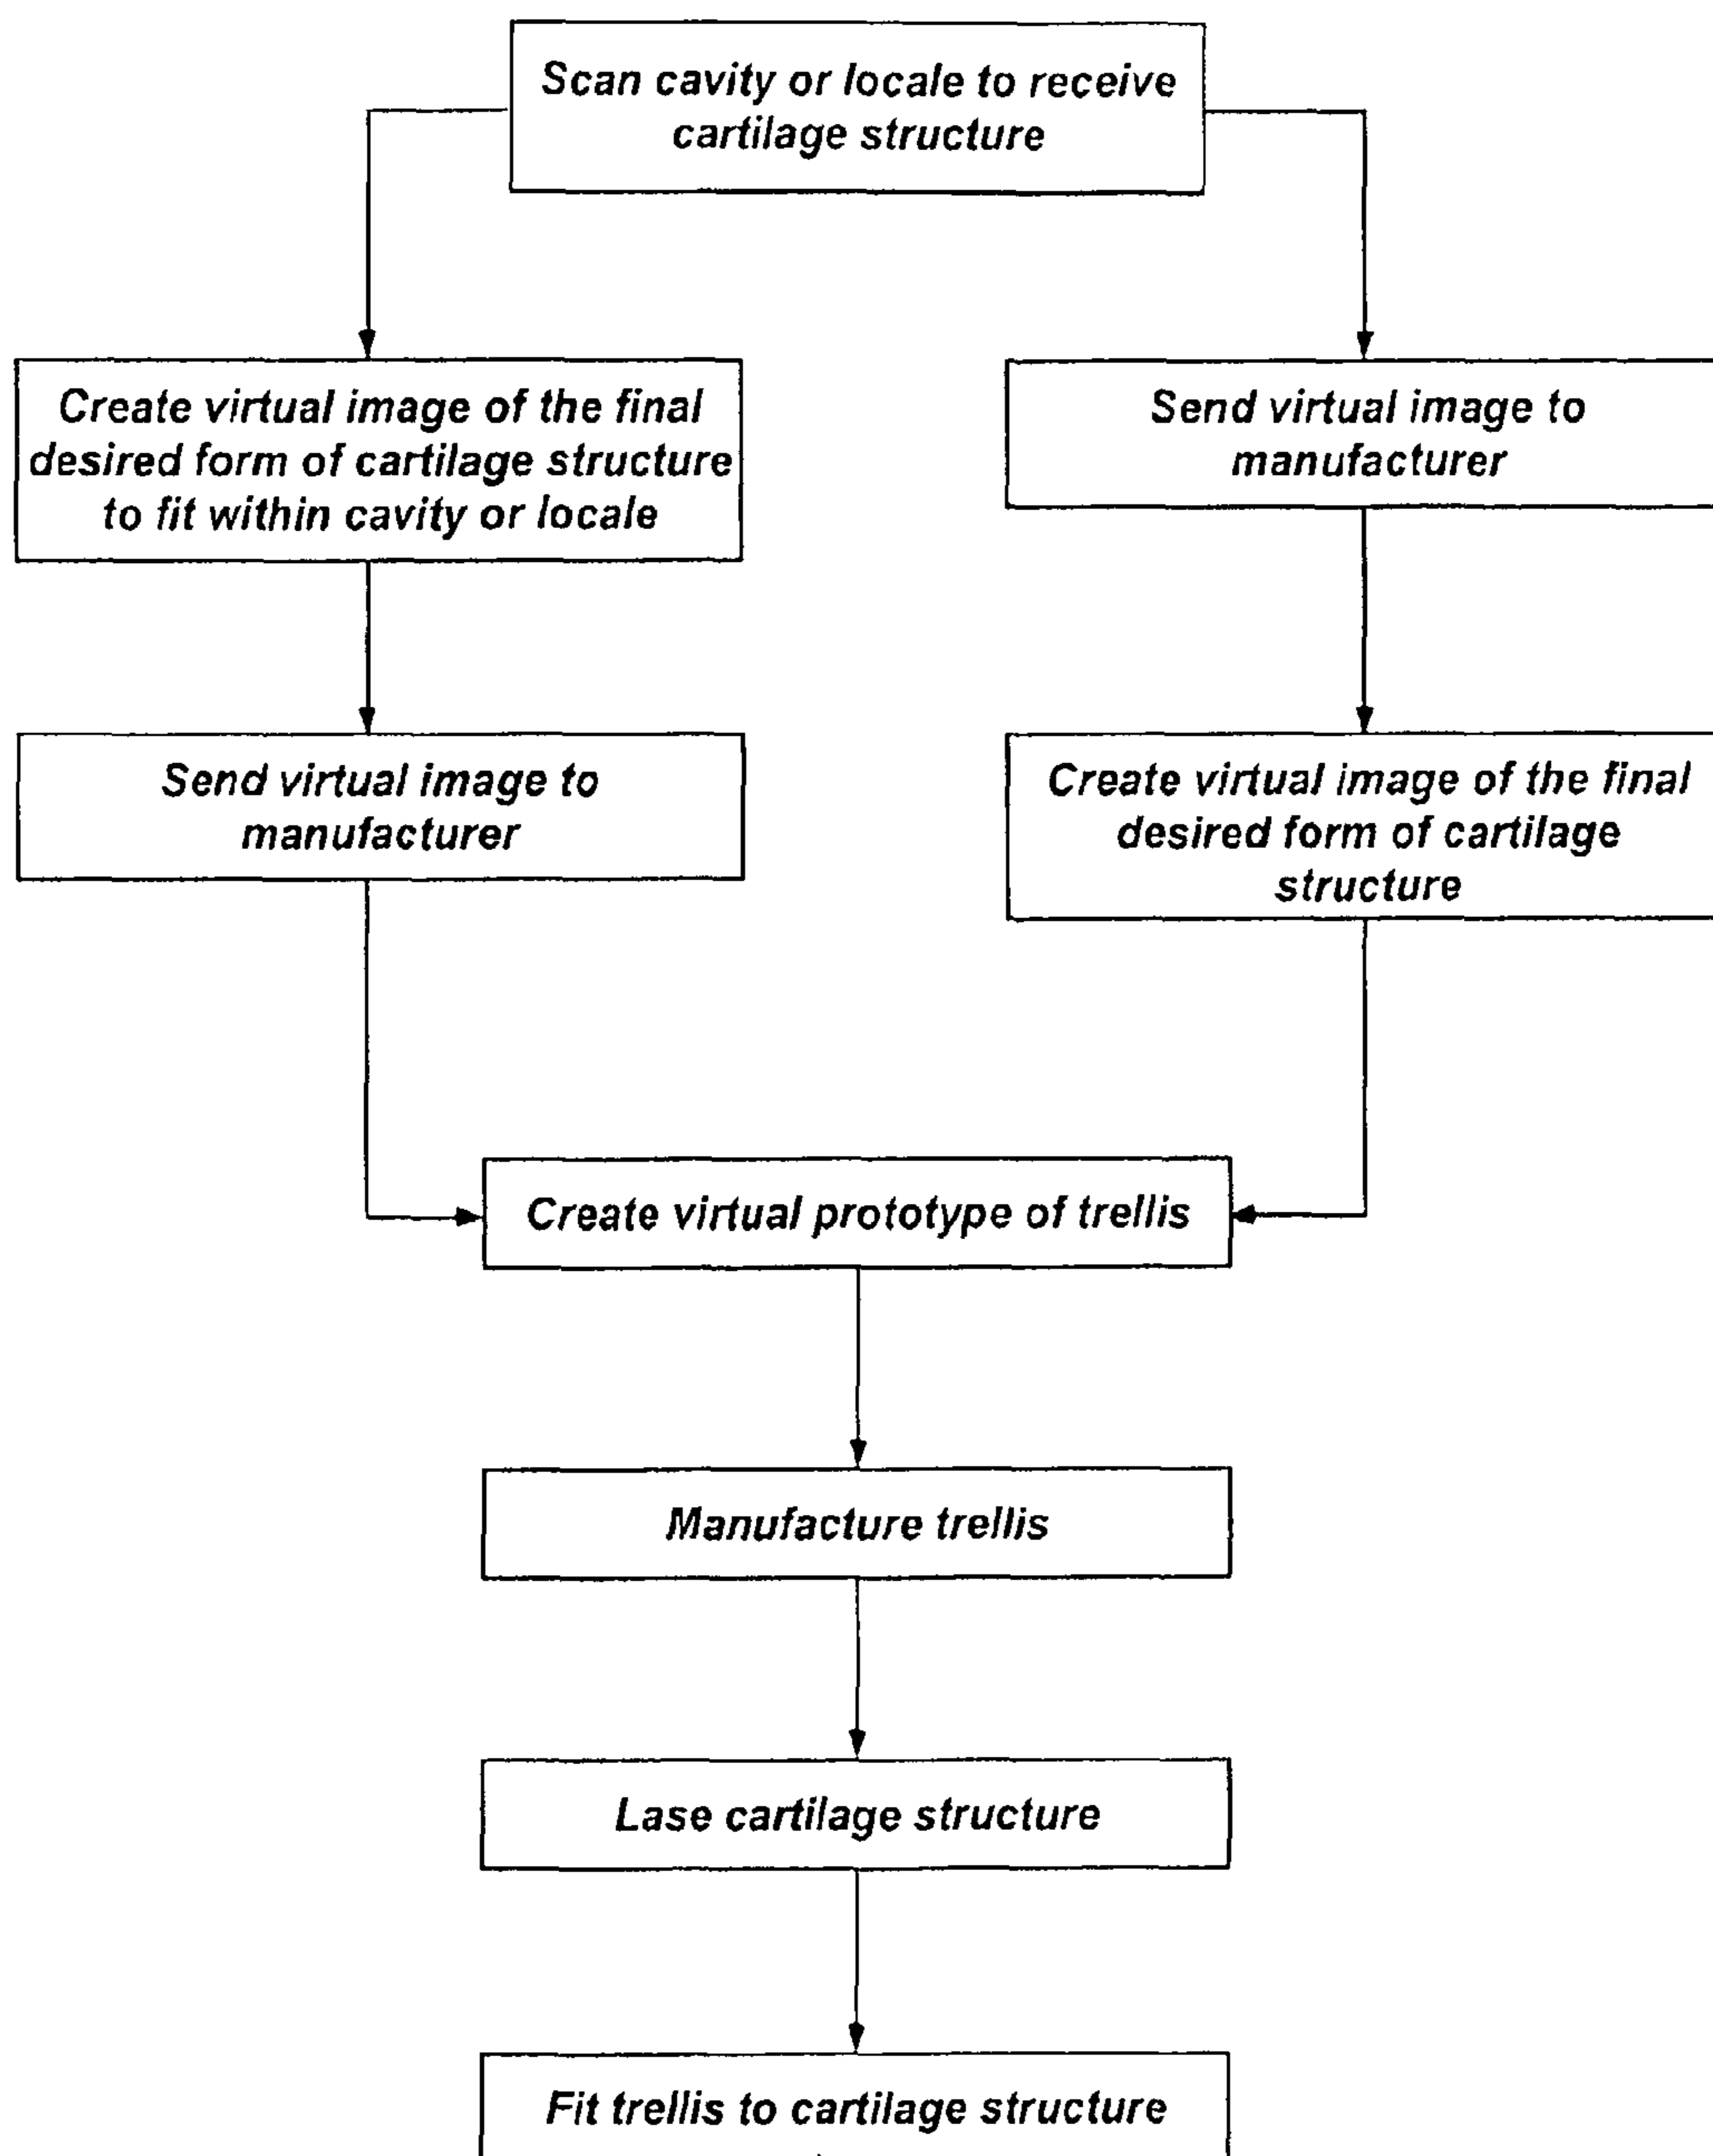 Scan cavity or locale to receive
cartilage structure
Create virtual image of the final
desired form of cartilage structure
to fit within cavity or locale
Send virtual image to
manufacturer
Send virtual image to
manufacturer
Create virtual image of the final
desired form of cartilage
structure
Create virtual prototype of trellis
Manufacture trellis
Lase cartilage structure
Fit trellis to cartilage structure